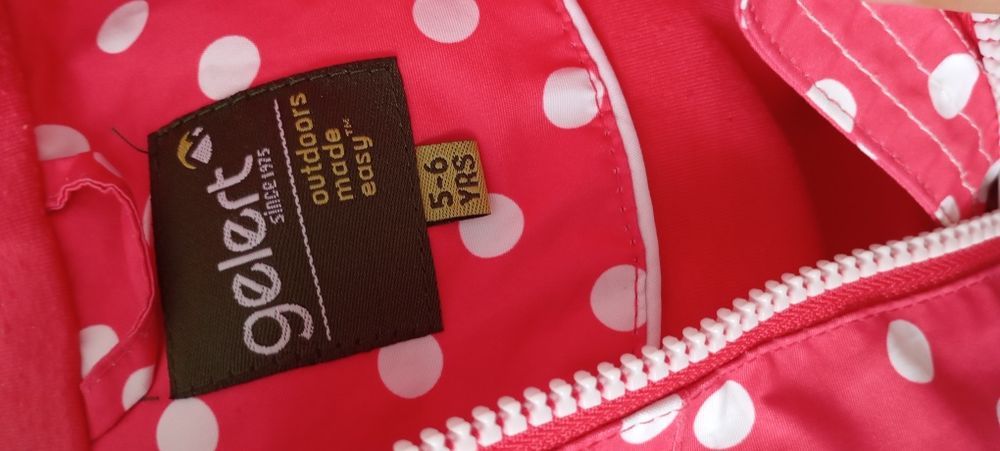 gelert
since 1975
outdoors
made
easy™
5-6
YRS